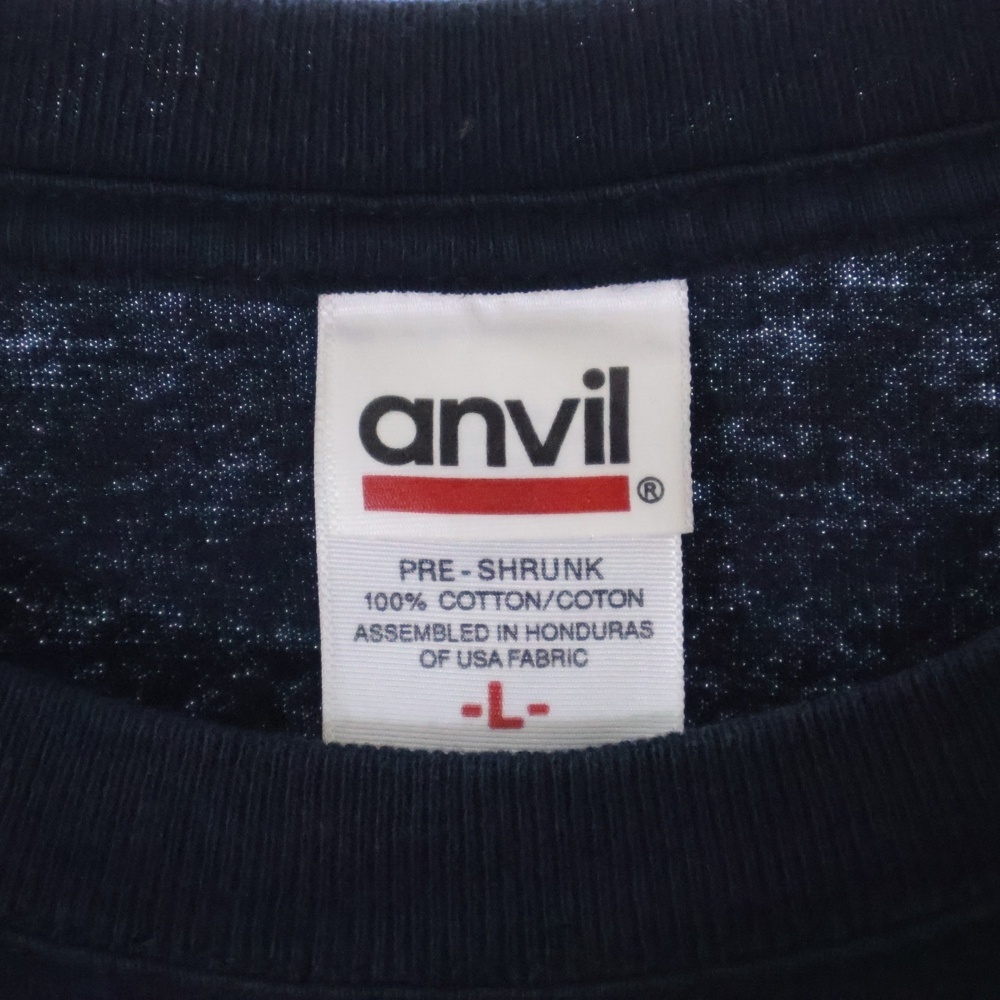 anvil
®
PRE-SHRUNK
100% COTTON/COTON
ASSEMBLED IN HONDURAS
OF USA FABRIC
-L-